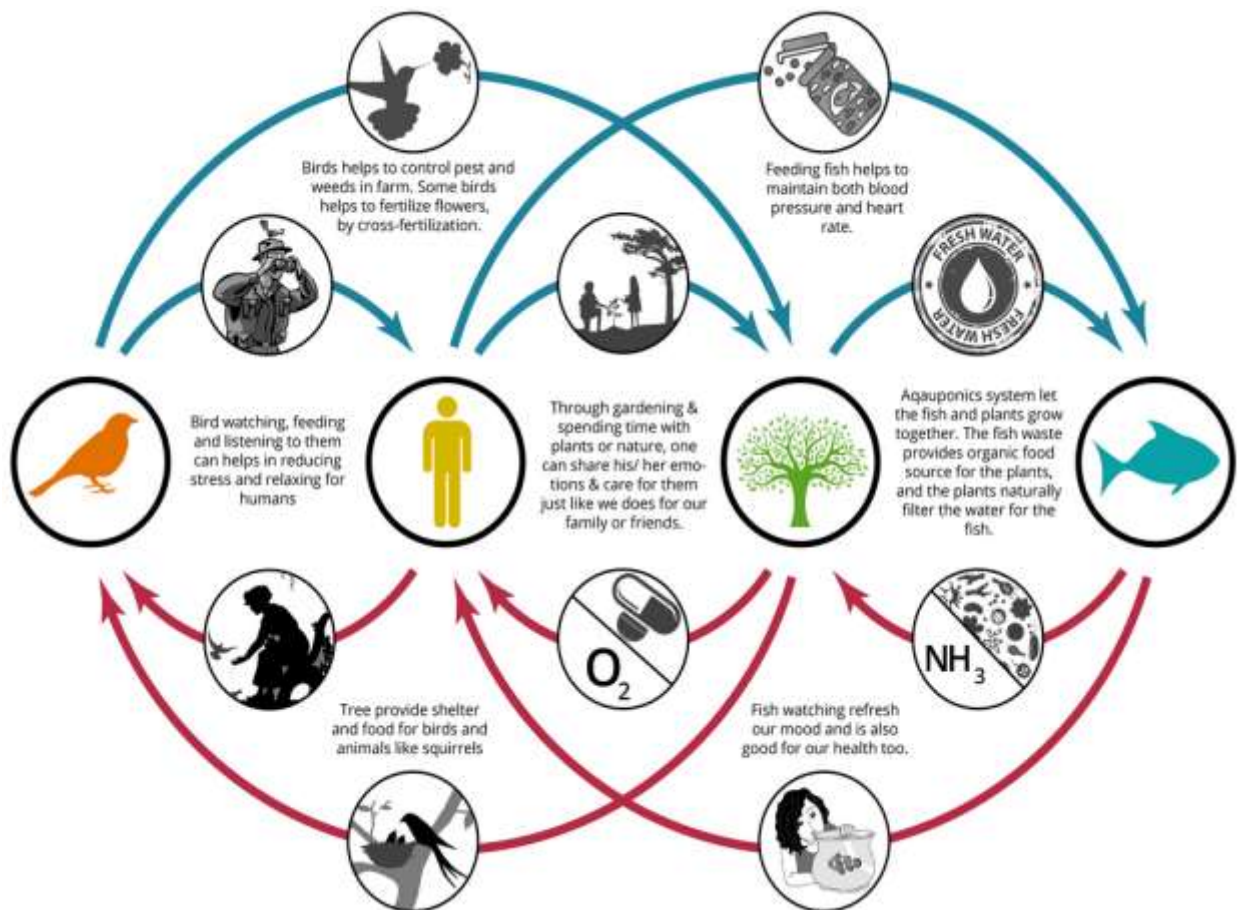 Birds helps to control pest and
weeds in farm. Some birds
helps to fertilize flowers,
by cross-fertilization.
Feeding fish helps to
maintain both blood
pressure and heart
rate.
FRESH WATER
FRESH WATER
Bird watching, feeding
and listening to them
can helps in reducing
stress and relaxing for
humans
Through gardening &
spending time with
plants or nature, one
can share his/ her emo-
tions & care for them
just like we does for our
family or friends.
Aqauponics system let
the fish and plants grow
together. The fish waste
provides organic food
source for the plants,
and the plants naturally
filter the water for the
fish.
O2
NH3
Tree provide shelter
and food for birds and
animals like squirrels
Fish watching refresh
our mood and is also
good for our health too.